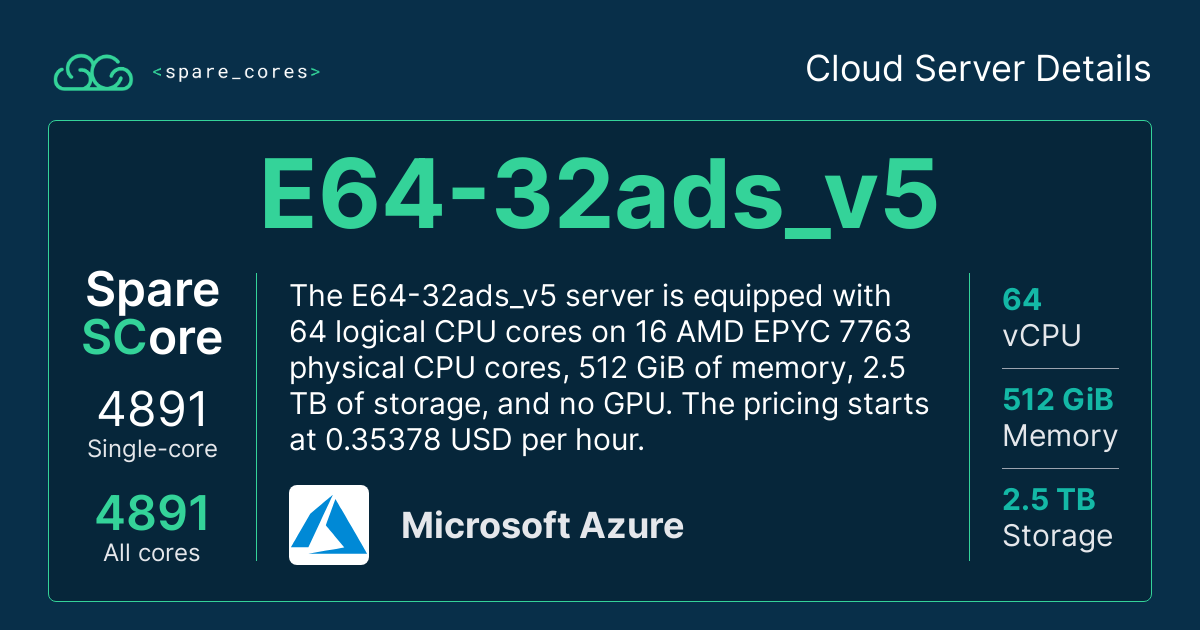 <spare_cores>
Cloud Server Details
E64-32ads_v5
Spare
SCore
4891
Single-core
4891
All cores
The E64-32ads_v5 server is equipped with
64 logical CPU cores on 16 AMD EPYC 7763
physical CPU cores, 512 GiB of memory, 2.5
TB of storage, and no GPU. The pricing starts
at 0.35378 USD per hour.
Microsoft Azure
64
vCPU
512 GiB
Memory
2.5 TB
Storage